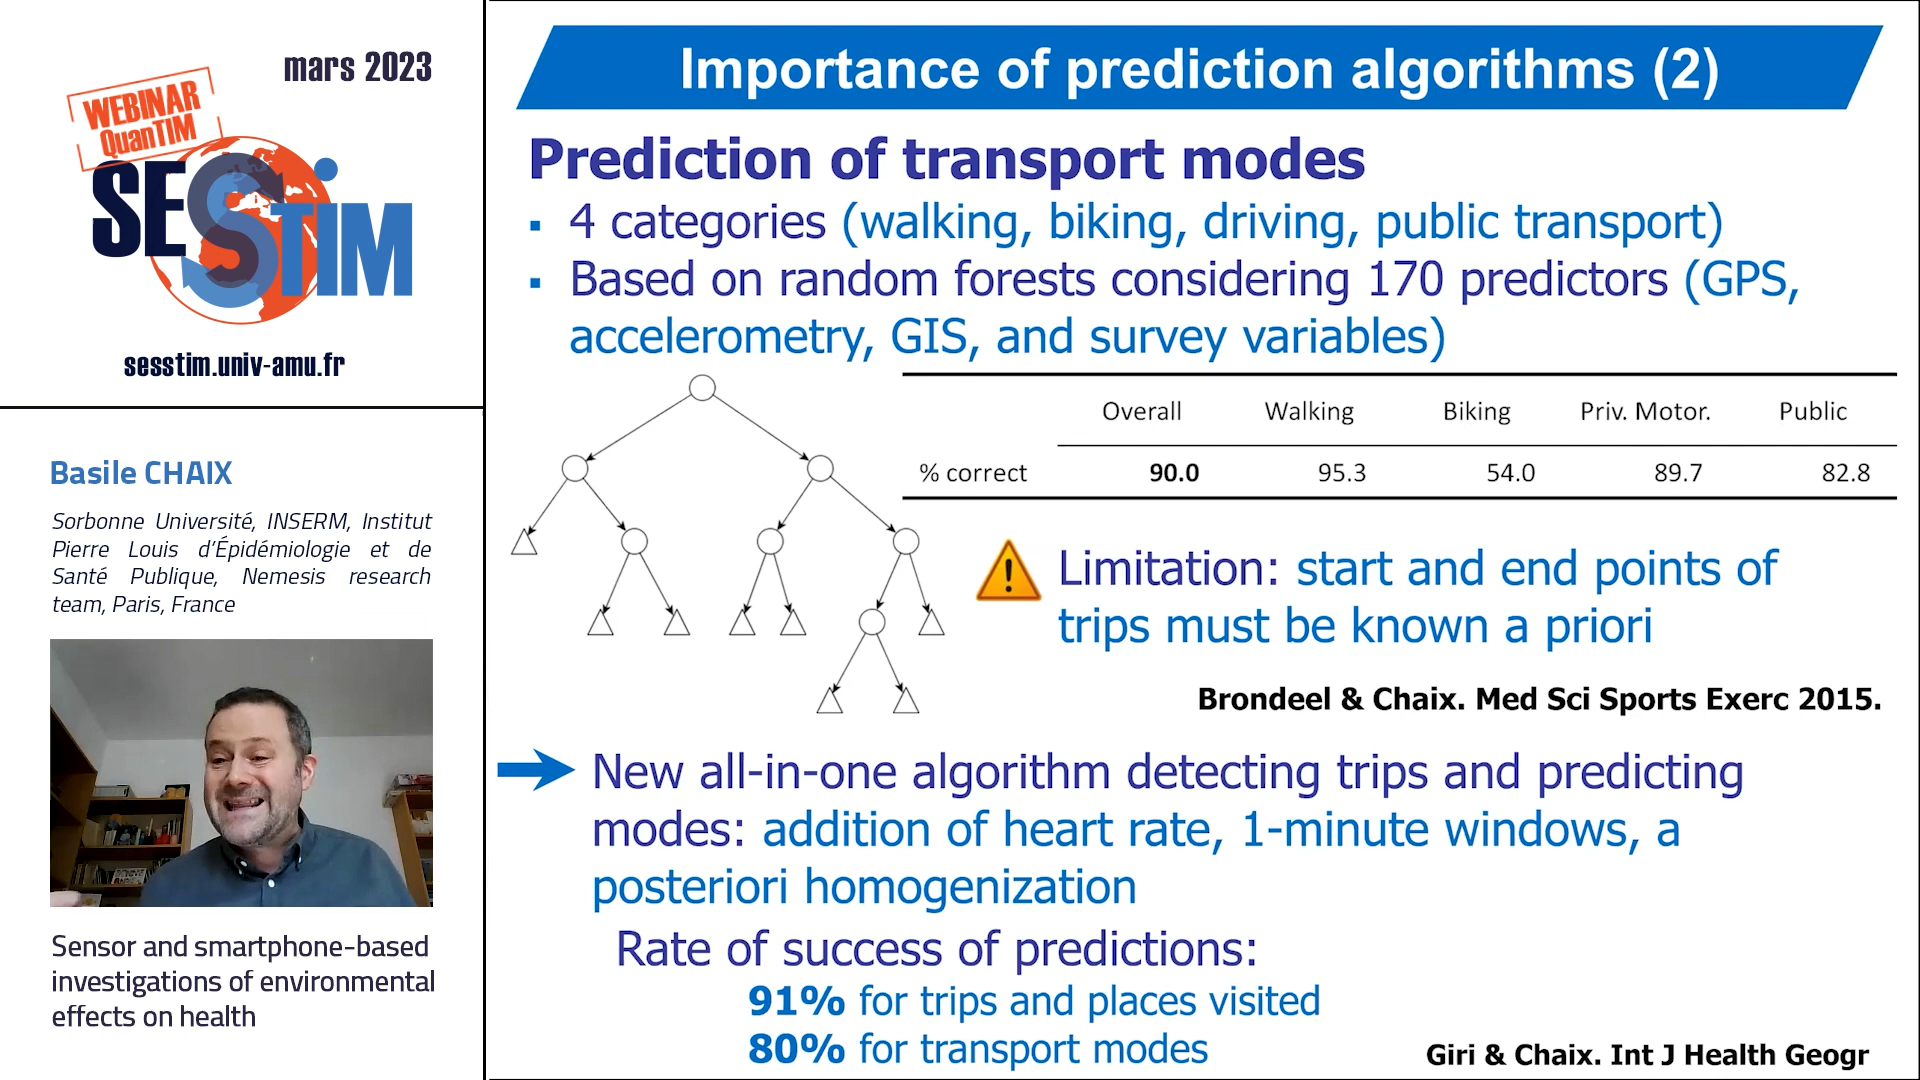 mars 2023
WEBINAR
QuanTIM
SESSTIM
sesstim.univ-amu.fr
Basile CHAIX
Sorbonne Université, INSERM, Institut
Pierre Louis d'Épidémiologie et de
Santé Publique, Nemesis research
team, Paris, France
Sensor and smartphone-based
investigations of environmental
effects on health
Importance of prediction algorithms (2)
Prediction of transport modes
▪ 4 categories (walking, biking, driving, public transport)
▪ Based on random forests considering 170 predictors (GPS,
accelerometry, GIS, and survey variables)
Overall Walking Biking Priv. Motor. Public
% correct 90.0 95.3 54.0 89.7 82.8
Limitation: start and end points of
trips must be known a priori
Brondeel & Chaix. Med Sci Sports Exerc 2015.
New all-in-one algorithm detecting trips and predicting
modes: addition of heart rate, 1-minute windows, a
posteriori homogenization
Rate of success of predictions:
91% for trips and places visited
80% for transport modes
Giri & Chaix. Int J Health Geogr